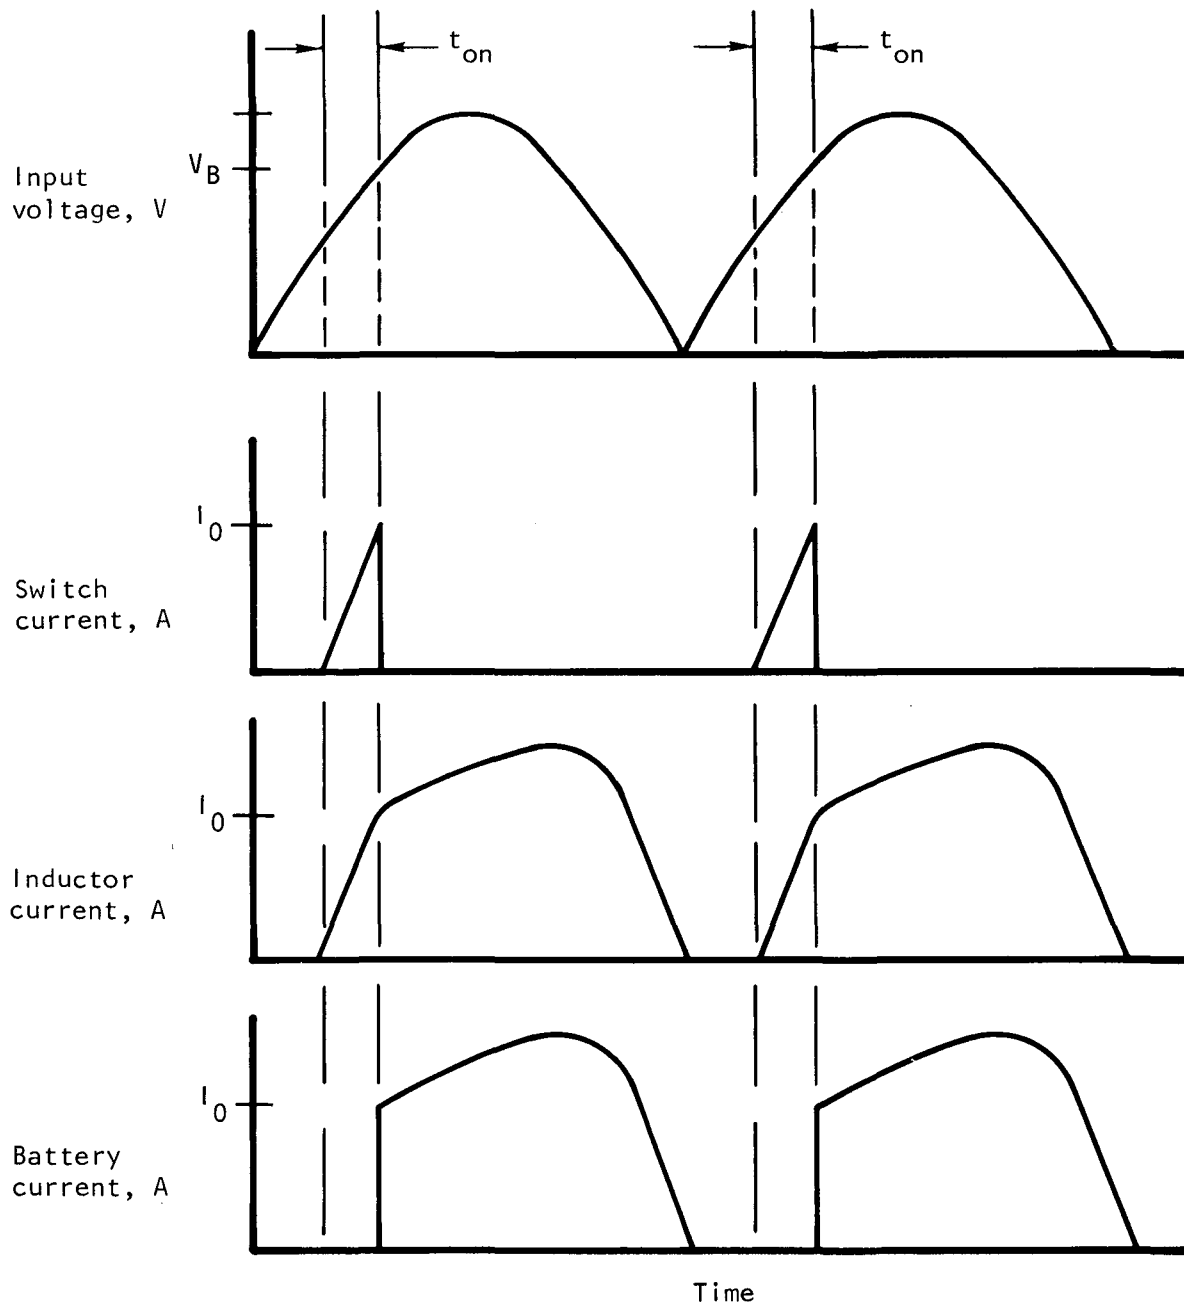 t_on t_on
V_B
Input
voltage, V
I_0
Switch
current, A
I_0
Inductor
current, A
I_0
Battery
current, A
Time